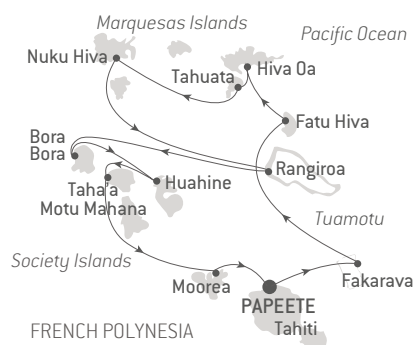 Marquesas Islands
Pacific Ocean
Nuku Hiva
Hiva Oa
Tahuata
Fatu Hiva
Bora
Bora
Rangiroa
Huahine
Taha'a
Motu Mahana
Tuamotu
Society Islands
Moorea
Fakarava
PAPEETE
Tahiti
FRENCH POLYNESIA